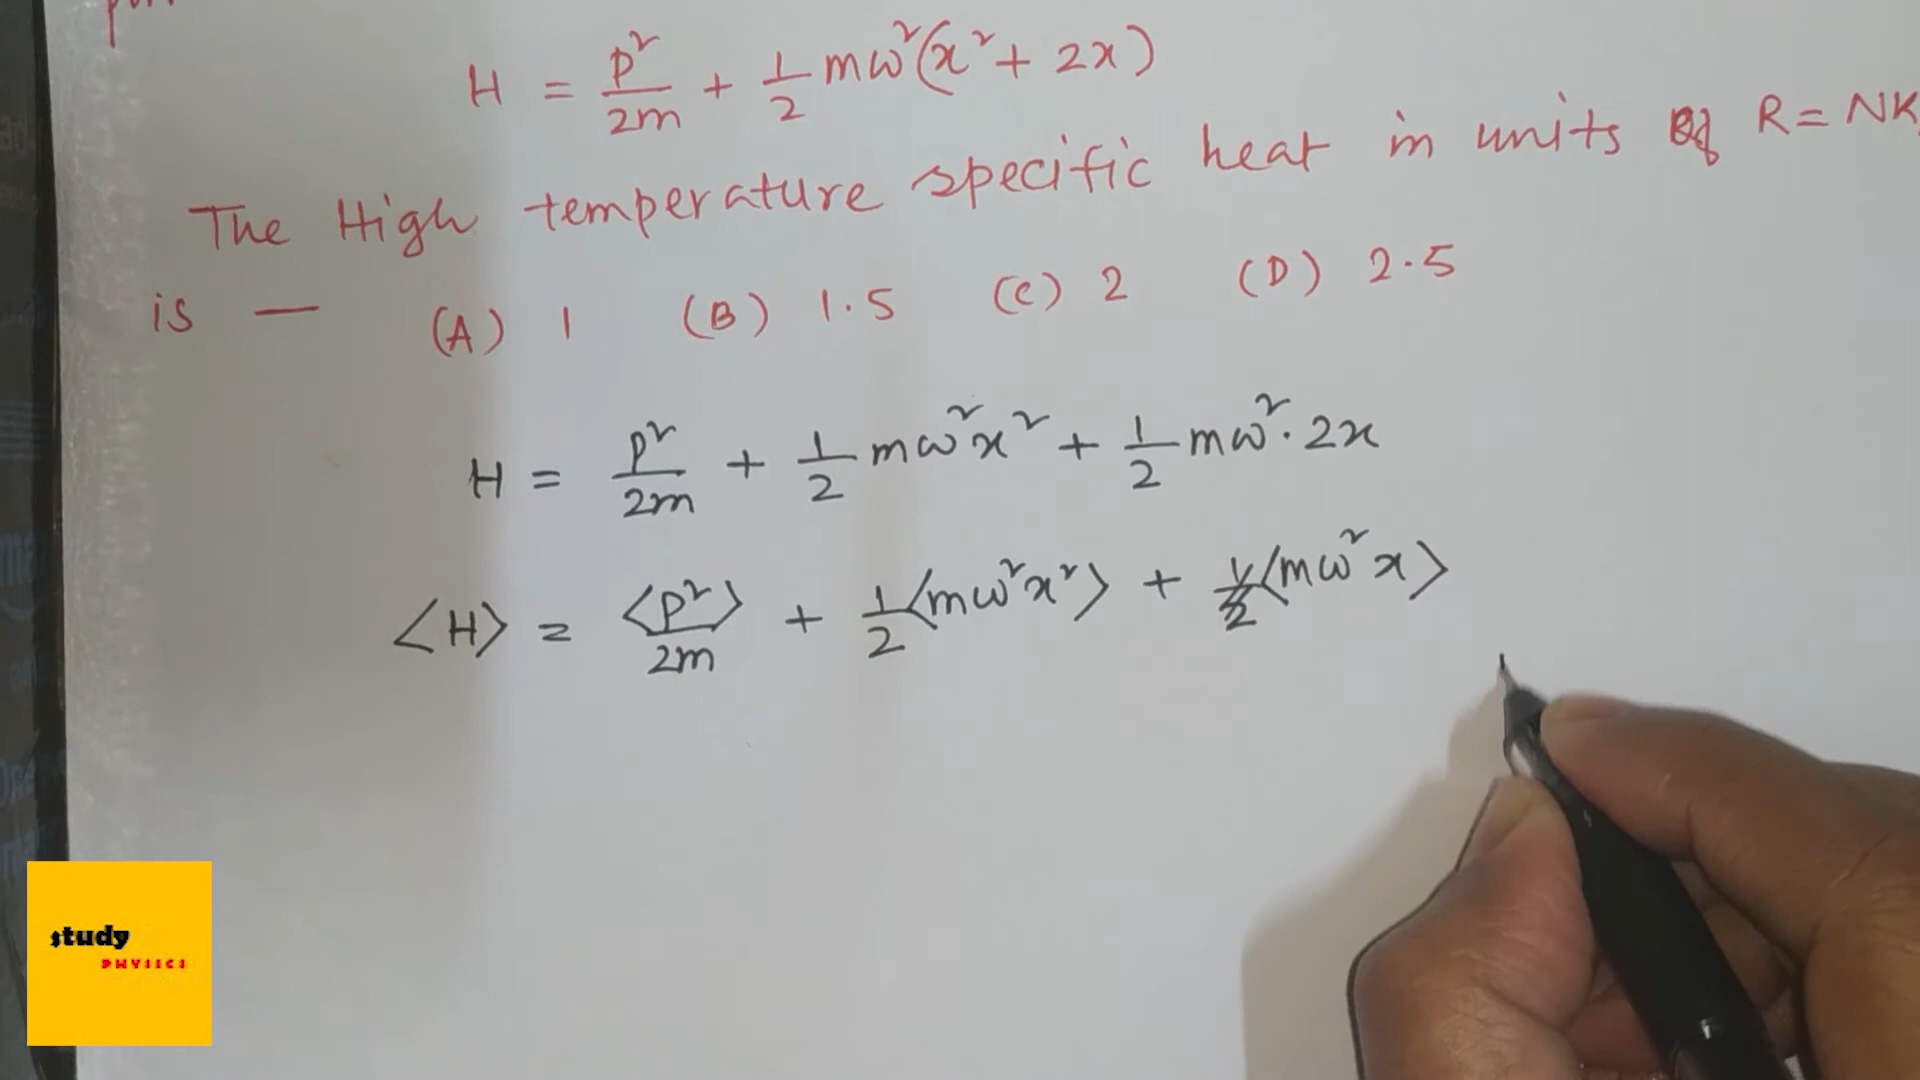 H = p²/2m + 1/2 mω²(x² + 2x)
The High temperature specific heat in units of R = NK
is — (A) 1 (B) 1.5 (C) 2 (D) 2.5
H = p²/2m + 1/2 mω²x² + 1/2 mω². 2x
⟨H⟩ = ⟨p²⟩/2m + 1/2 ⟨mω²x²⟩ + ⟨mω²x⟩
study
PHYSICS